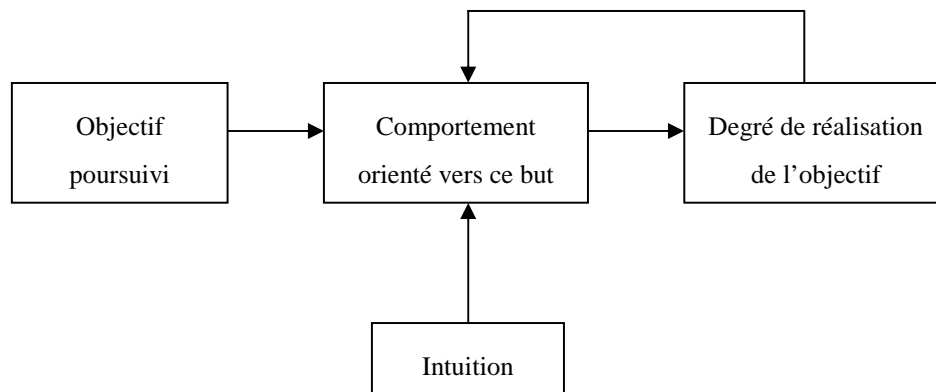 Objectif
poursuivi
Comportement
orienté vers ce but
Degré de réalisation
de l’objectif
Intuition